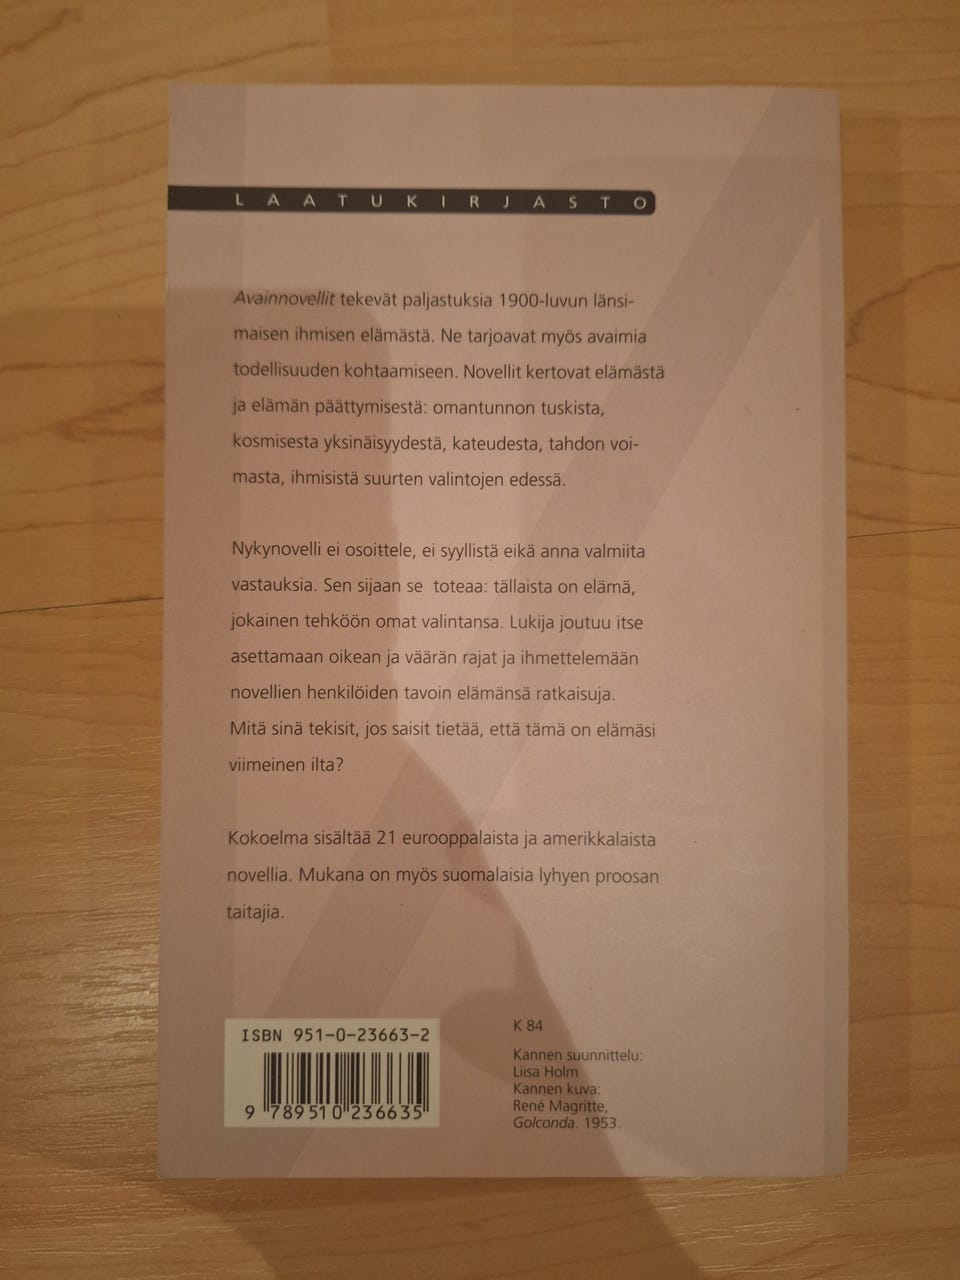 LAATUKIRJASTO
Avainnovellit tekevät paljastuksia 1900-luvun länsi-
maisen ihmisen elämästä. Ne tarjoavat myös avaimia
todellisuuden kohtaamiseen. Novellit kertovat elämästä
ja elämän päättymisestä: omantunnon tuskista,
kosmisesta yksinäisyydestä, kateudesta, tahdon voi-
masta, ihmisistä suurten valintojen edessä.
Nykynovelli ei osoittele, ei syyllistä eikä anna valmiita
vastauksia. Sen sijaan se toteaa: tällaista on elämä,
jokainen tehköön omat valintansa. Lukija joutuu itse
asettamaan oikean ja väärän rajat ja ihmettelemään
novellien henkilöiden tavoin elämänsä ratkaisuja.
Mitä sinä tekisit, jos saisit tietää, että tämä on elämäsi
viimeinen ilta?
Kokoelma sisältää 21 eurooppalaista ja amerikkalaista
novellia. Mukana on myös suomalaisia lyhyen proosan
taitajia.
ISBN 951-0-23663-2
9 789510 236635
K 84
Kannen suunnittelu:
Liisa Holm
Kannen kuva:
René Magritte,
Golconda. 1953.